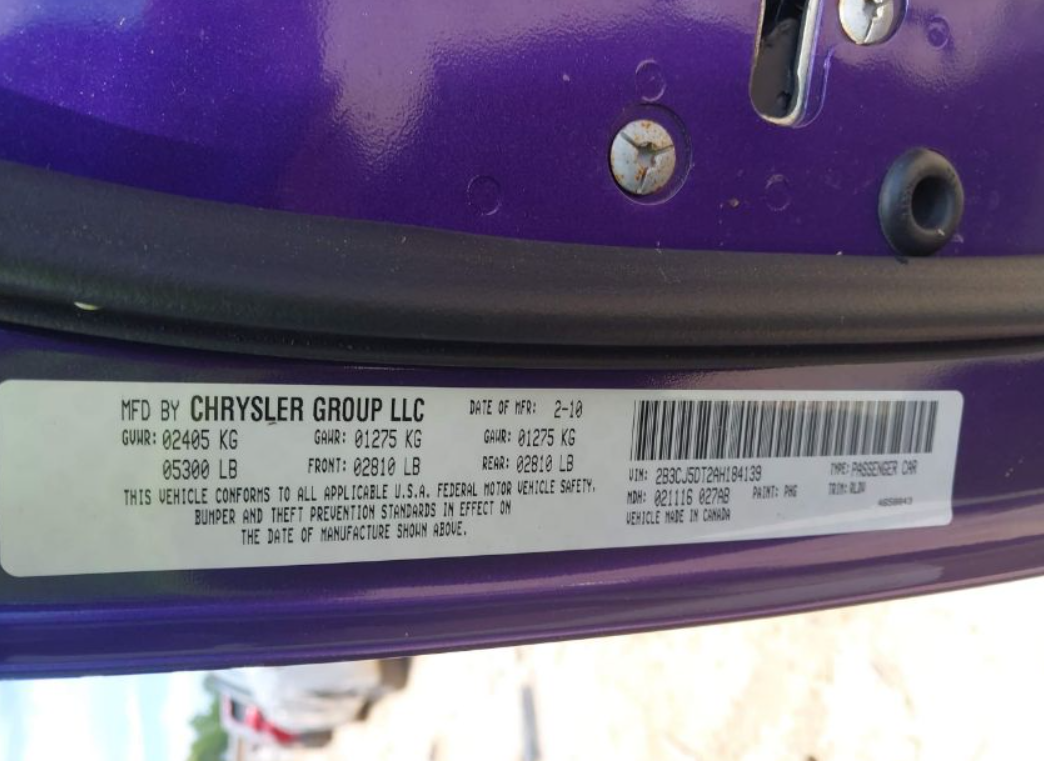 MFD BY CHRYSLER GROUP LLC DATE OF MFR: 2-10
GVWR: 02405 KG GAWR: 01275 KG GAWR: 01275 KG
05300 LB FRONT: 02810 LB REAR: 02810 LB
THIS VEHICLE CONFORMS TO ALL APPLICABLE U.S.A. FEDERAL MOTOR VEHICLE SAFETY,
BUMPER AND THEFT PREVENTION STANDARDS IN EFFECT ON
THE DATE OF MANUFACTURE SHOWN ABOVE.
VIN: 2B3CJ5DT2AH184139 TYPE: PASSENGER CAR
MDH: 021116 027AB PAINT: PHG TRIM:
VEHICLE MADE IN CANADA